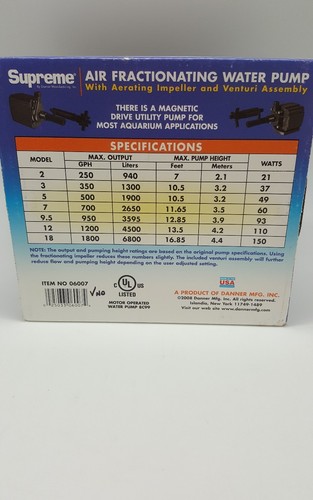 Supreme®
by Danner Manufacturing, Inc.
AIR FRACTIONATING WATER PUMP
With Aerating Impeller and Venturi Assembly
THERE IS A MAGNETIC
DRIVE UTILITY PUMP FOR
MOST AQUARIUM APPLICATIONS
SPECIFICATIONS
MODEL MAX. OUTPUT MAX. PUMP HEIGHT WATTS
GPH Liters Feet Meters
2 250 940 7 2.1 21
3 350 1300 10.5 3.2 37
5 500 1900 10.5 3.2 49
7 700 2650 11.65 3.5 60
9.5 950 3595 12.85 3.9 93
12 1200 4500 13.5 4.2 110
18 1800 6800 16.85 4.4 150
NOTE: The output and pumping height ratings are based on the original pump specifications. Using
the fractionating impeller reduces these numbers slightly. The included venturi assembly will further
reduce flow and pumping height depending on the user adjusted setting.
ITEM NO 06007
C UL US
LISTED
MOTOR OPERATED
WATER PUMP 8C99
USA
A PRODUCT OF DANNER MFG. INC.
©2008 Danner Mfg. Inc. All rights reserved.
Islandia, New York 11749-1489
Visit our web site www.dannermfg.com